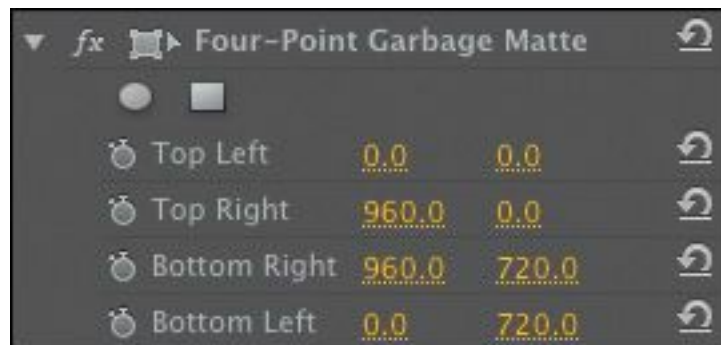 fx Four-Point Garbage Matte
Top Left 0.0 0.0
Top Right 960.0 0.0
Bottom Right 960.0 720.0
Bottom Left 0.0 720.0